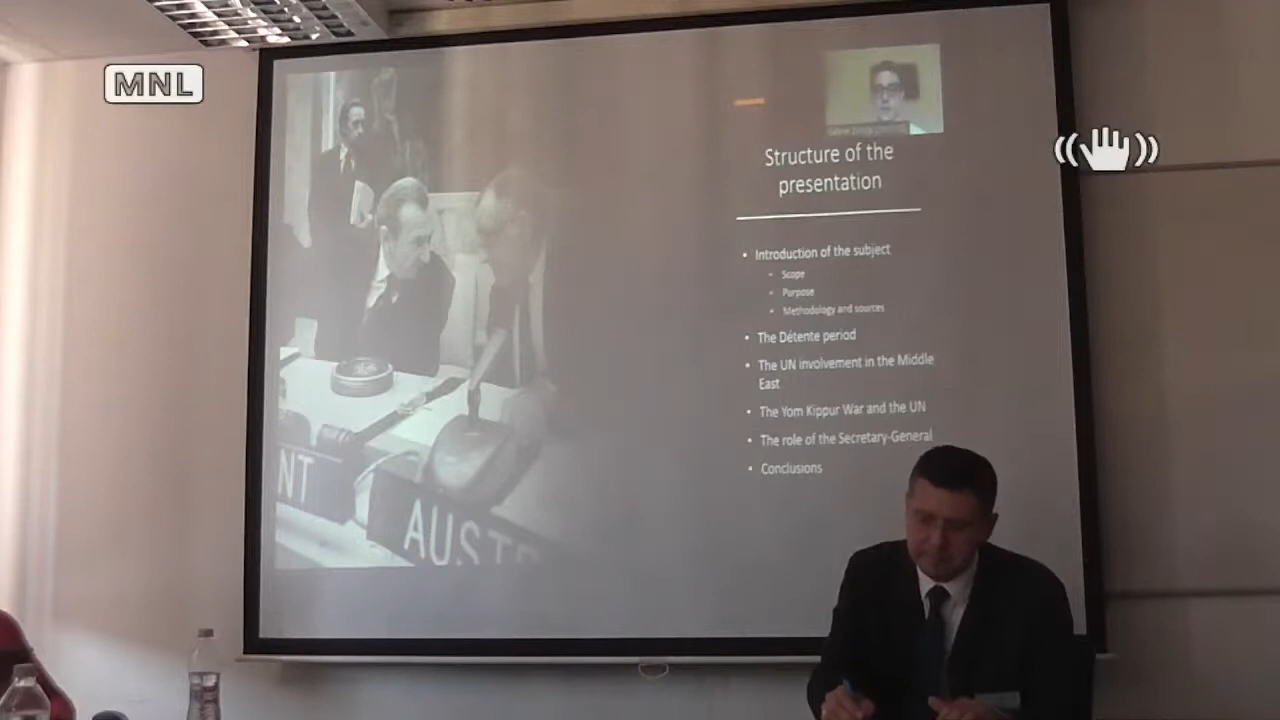 MNL
Structure of the
presentation
• Introduction of the subject
• Scope
• Purpose
• Methodology and sources
• The Détente period
• The UN involvement in the Middle
East
• The Yom Kippur War and the UN
• The role of the Secretary-General
• Conclusions
NT
AUST